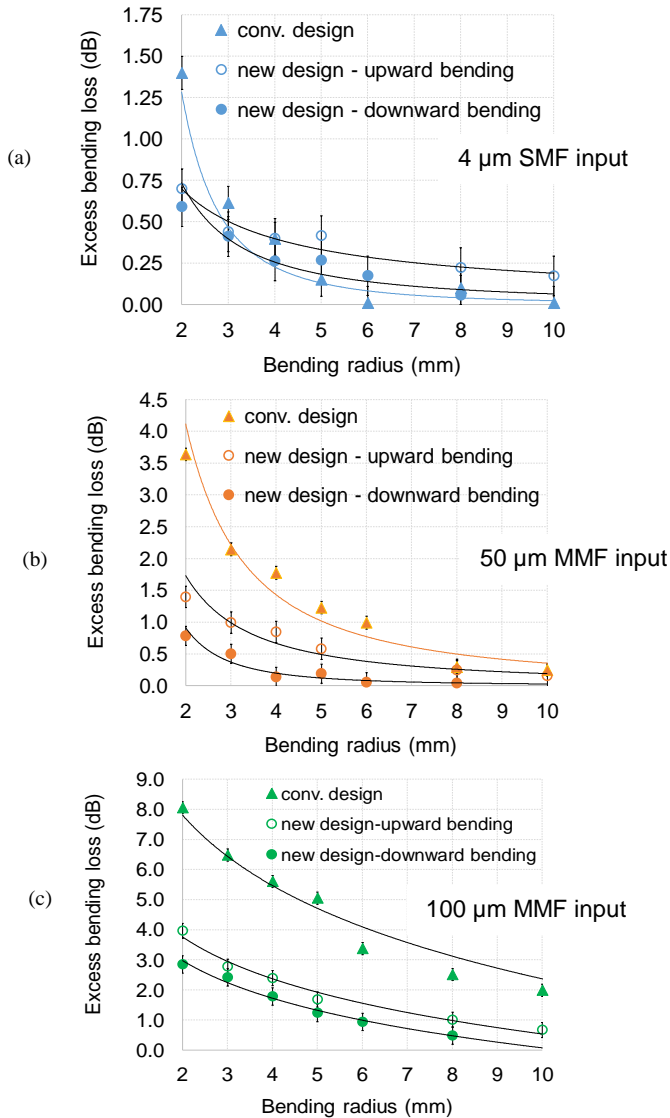 (a)
Excess bending loss (dB)
1.75
1.50
1.25
1.00
0.75
0.50
0.25
0.00
conv. design
new design - upward bending
new design - downward bending
4 µm SMF input
2 3 4 5 6 7 8 9 10
Bending radius (mm)
(b)
Excess bending loss (dB)
4.5
4.0
3.5
3.0
2.5
2.0
1.5
1.0
0.5
0.0
conv. design
new design - upward bending
new design - downward bending
50 µm MMF input
2 3 4 5 6 7 8 9 10
Bending radius (mm)
(c)
Excess bending loss (dB)
9.0
8.0
7.0
6.0
5.0
4.0
3.0
2.0
1.0
0.0
conv. design
new design-upward bending
new design-downward bending
100 µm MMF input
2 3 4 5 6 7 8 9 10
Bending radius (mm)